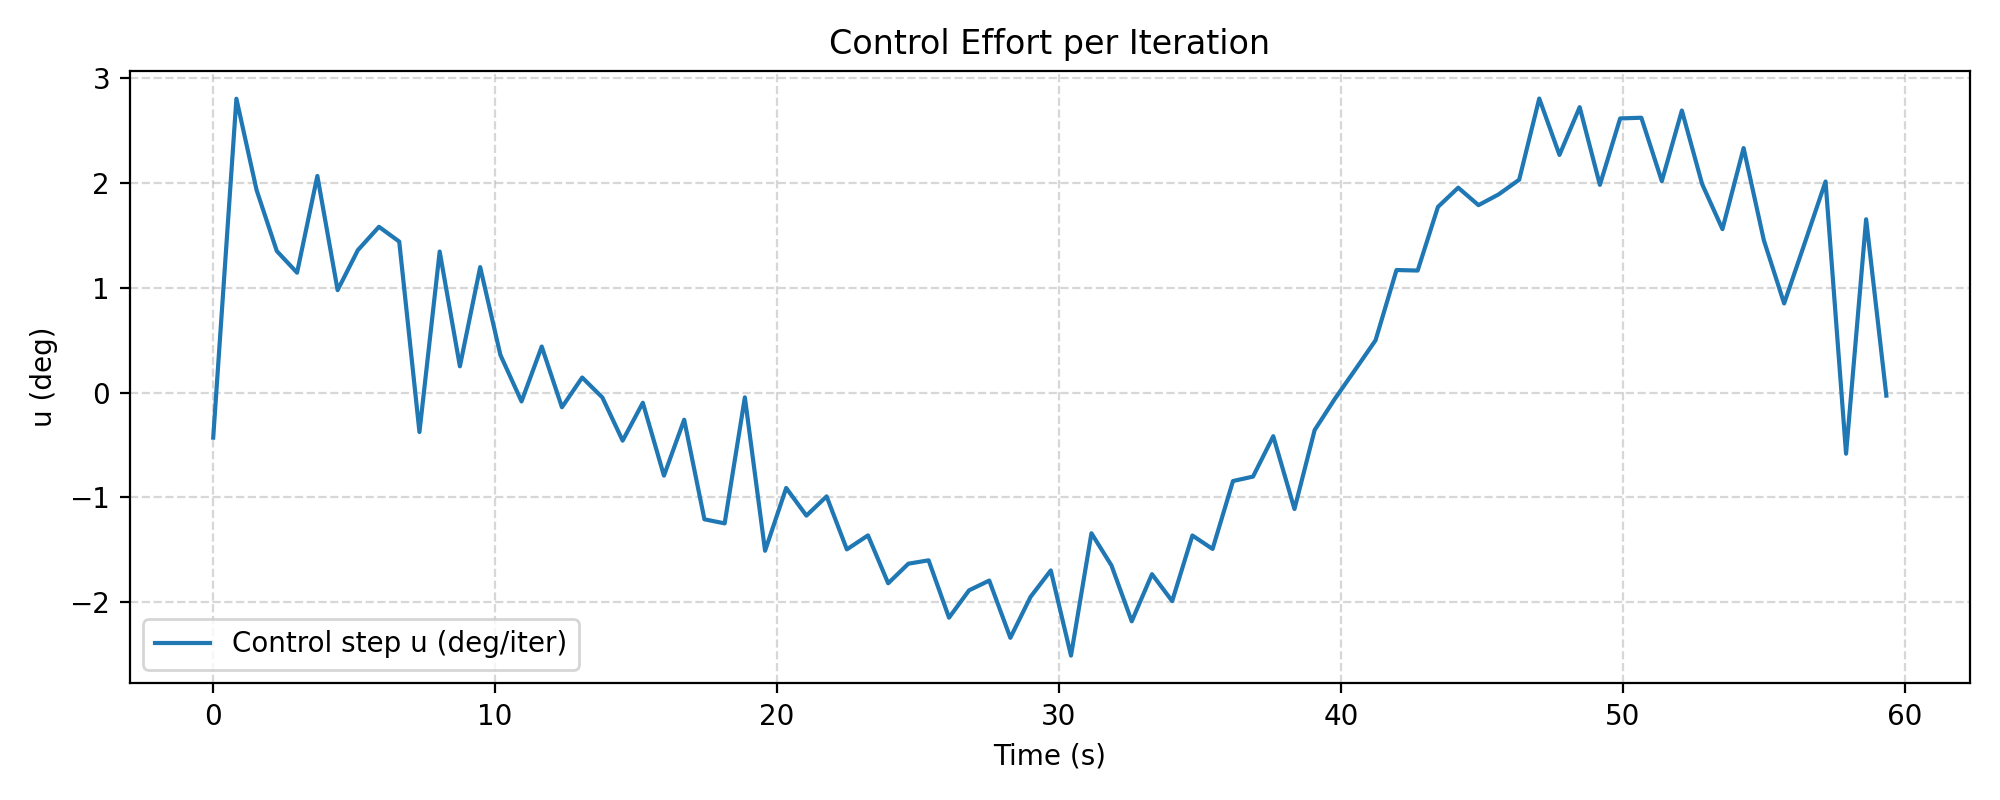 Control Effort per Iteration
3
2
1
0
−1
−2
u (deg)
Control step u (deg/iter)
0 10 20 30 40 50 60
Time (s)